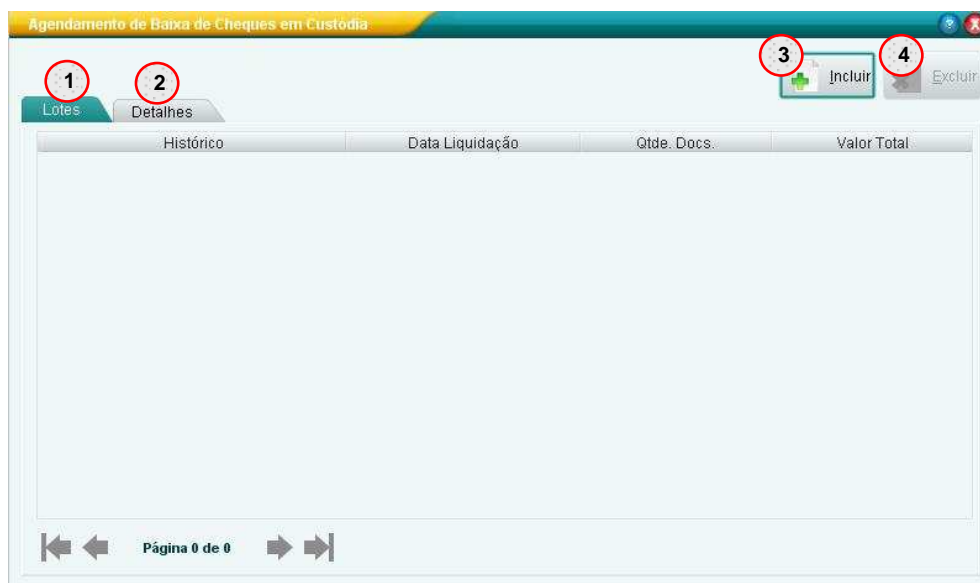 Agendamento de Baixa de Cheques em Custódia
?
X
3
4
Incluir
Excluir
1
2
Lotes
Detalhes
Histórico
Data Liquidação
Qtde. Docs.
Valor Total
Página 0 de 0